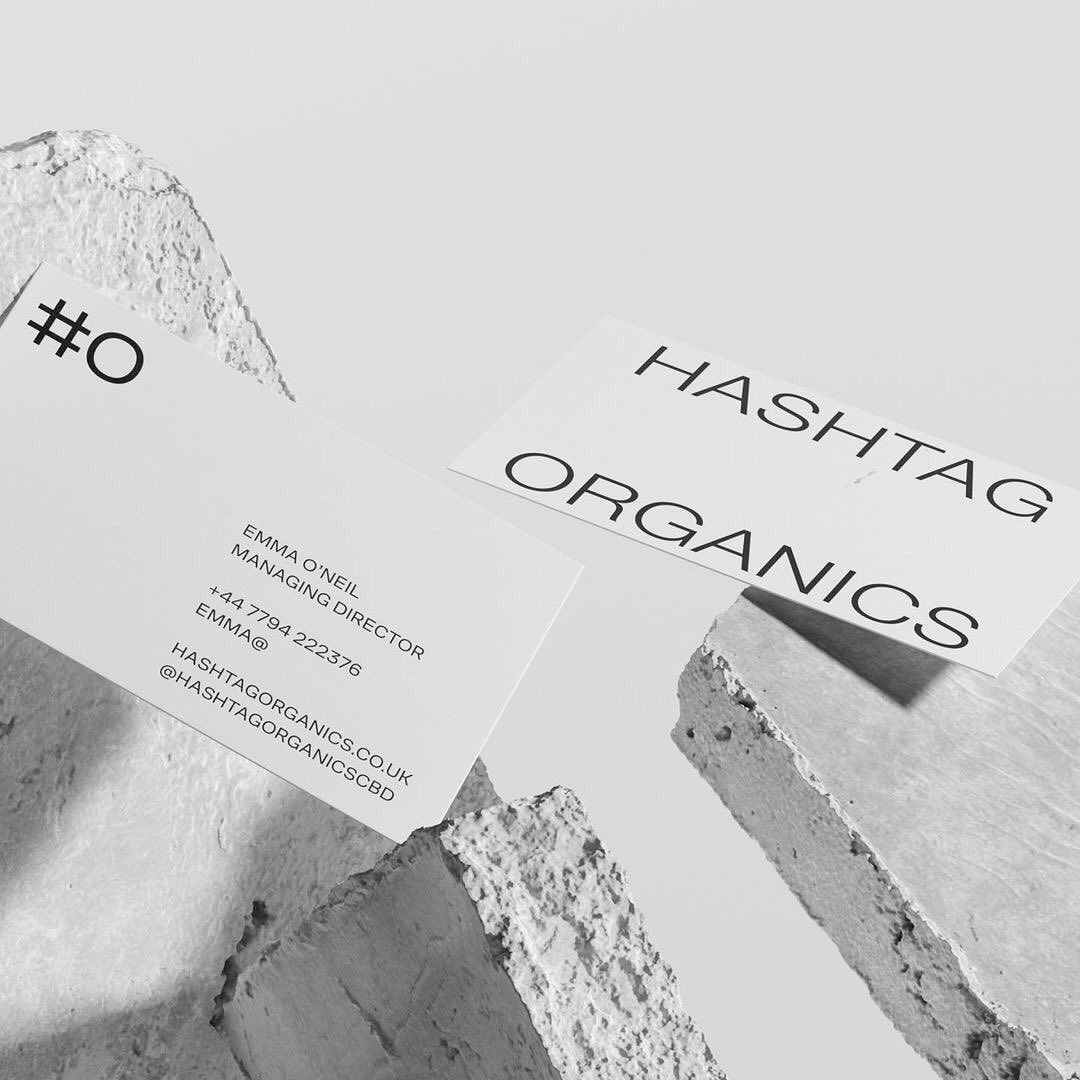 #O
EMMA O'NEIL
MANAGING DIRECTOR
+44 7794 222376
EMMA@
HASHTAGORGANICS.CO.UK
@HASHTAGORGANICSCBD
HASHTAG
ORGANICS